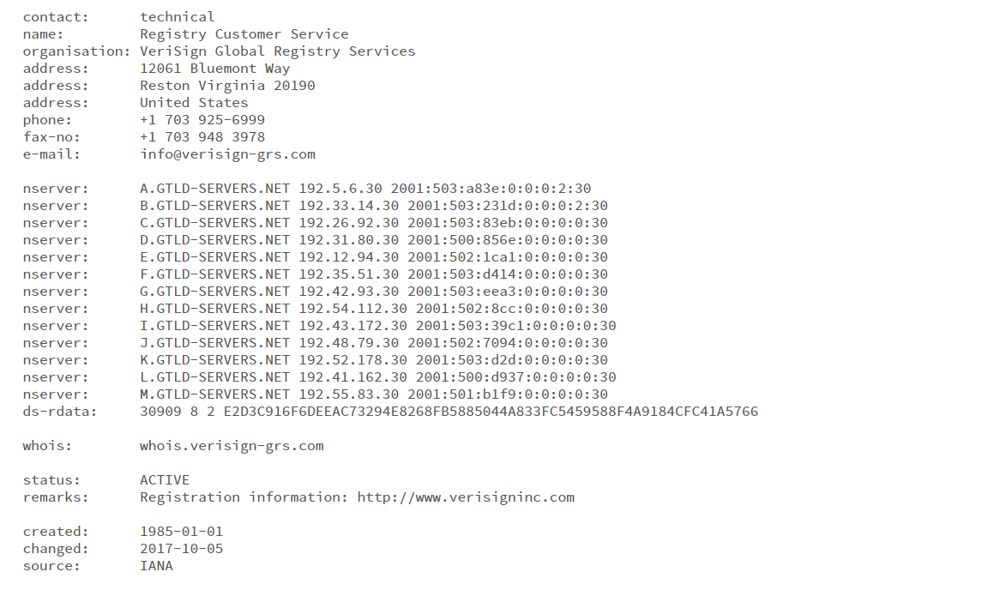 contact:      technical
name:         Registry Customer Service
organisation: VeriSign Global Registry Services
address:      12061 Bluemont Way
address:      Reston Virginia 20190
address:      United States
phone:        +1 703 925-6999
fax-no:       +1 703 948 3978
e-mail:       info@verisign-grs.com

nserver:      A.GTLD-SERVERS.NET 192.5.6.30 2001:503:a83e:0:0:0:2:30
nserver:      B.GTLD-SERVERS.NET 192.33.14.30 2001:503:231d:0:0:0:2:30
nserver:      C.GTLD-SERVERS.NET 192.26.92.30 2001:503:83eb:0:0:0:0:30
nserver:      D.GTLD-SERVERS.NET 192.31.80.30 2001:500:856e:0:0:0:0:30
nserver:      E.GTLD-SERVERS.NET 192.12.94.30 2001:502:1ca1:0:0:0:0:30
nserver:      F.GTLD-SERVERS.NET 192.35.51.30 2001:503:d414:0:0:0:0:30
nserver:      G.GTLD-SERVERS.NET 192.42.93.30 2001:503:eea3:0:0:0:0:30
nserver:      H.GTLD-SERVERS.NET 192.54.112.30 2001:502:8cc:0:0:0:0:30
nserver:      I.GTLD-SERVERS.NET 192.43.172.30 2001:503:39c1:0:0:0:0:30
nserver:      J.GTLD-SERVERS.NET 192.48.79.30 2001:502:7094:0:0:0:0:30
nserver:      K.GTLD-SERVERS.NET 192.52.178.30 2001:503:d2d:0:0:0:0:30
nserver:      L.GTLD-SERVERS.NET 192.41.162.30 2001:500:d937:0:0:0:0:30
nserver:      M.GTLD-SERVERS.NET 192.55.83.30 2001:501:b1f9:0:0:0:0:30
ds-rdata:     30909 8 2 E2D3C916F6DEEAC73294E8268FB5885044A833FC5459588F4A9184CFC41A5766

whois:        whois.verisign-grs.com

status:       ACTIVE
remarks:      Registration information: http://www.verisigninc.com

created:      1985-01-01
changed:      2017-10-05
source:       IANA